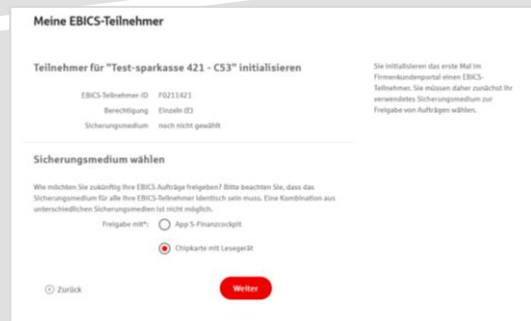 Meine EBICS-Teilnehmer
Teilnehmer für "Test-sparkasse 421 - C53" initialisieren
EBICS-Teilnehmer-ID F0211421
Berechtigung Einzeln (E)
Sicherungsmedium noch nicht gewählt
Sie initialisieren das erste Mal im
Firmenkundenportal einen EBICS-
Teilnehmer. Sie müssen daher zunächst Ihr
verwendetes Sicherungsmedium zur
Freigabe von Aufträgen wählen.
Sicherungsmedium wählen
Wie möchten Sie zukünftig Ihre EBICS Aufträge freigeben? Bitte beachten Sie, dass das
Sicherungsmedium für alle Ihre EBICS-Teilnehmer identisch sein muss. Eine Kombination aus
unterschiedlichen Sicherungsmedien ist nicht möglich.
Freigabe mit*: App S-Finanzcockpit
Chipkarte mit Lesegerät
Zurück
Weiter